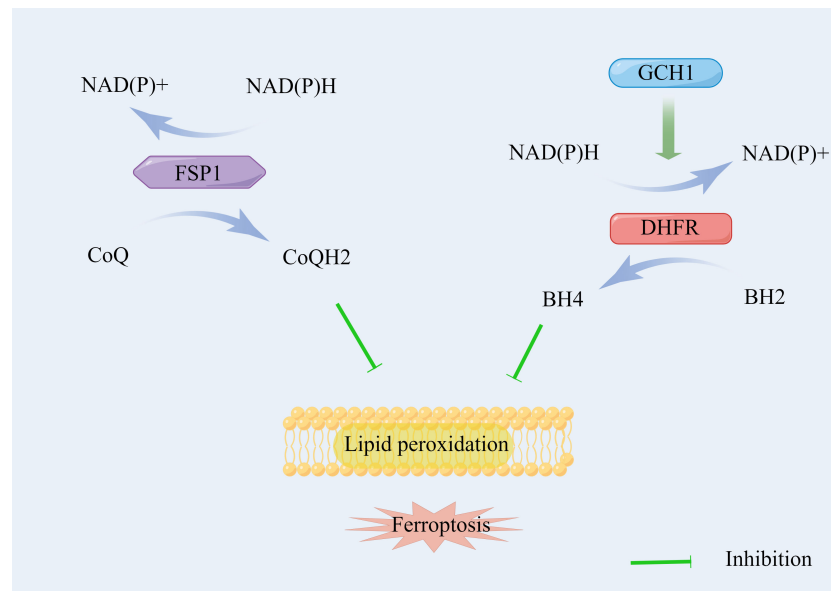 GCH1
NAD(P)+
NAD(P)H
NAD(P)H
NAD(P)+
FSP1
DHFR
CoQ
CoQH2
BH4
BH2
Lipid peroxidation
Ferroptosis
Inhibition